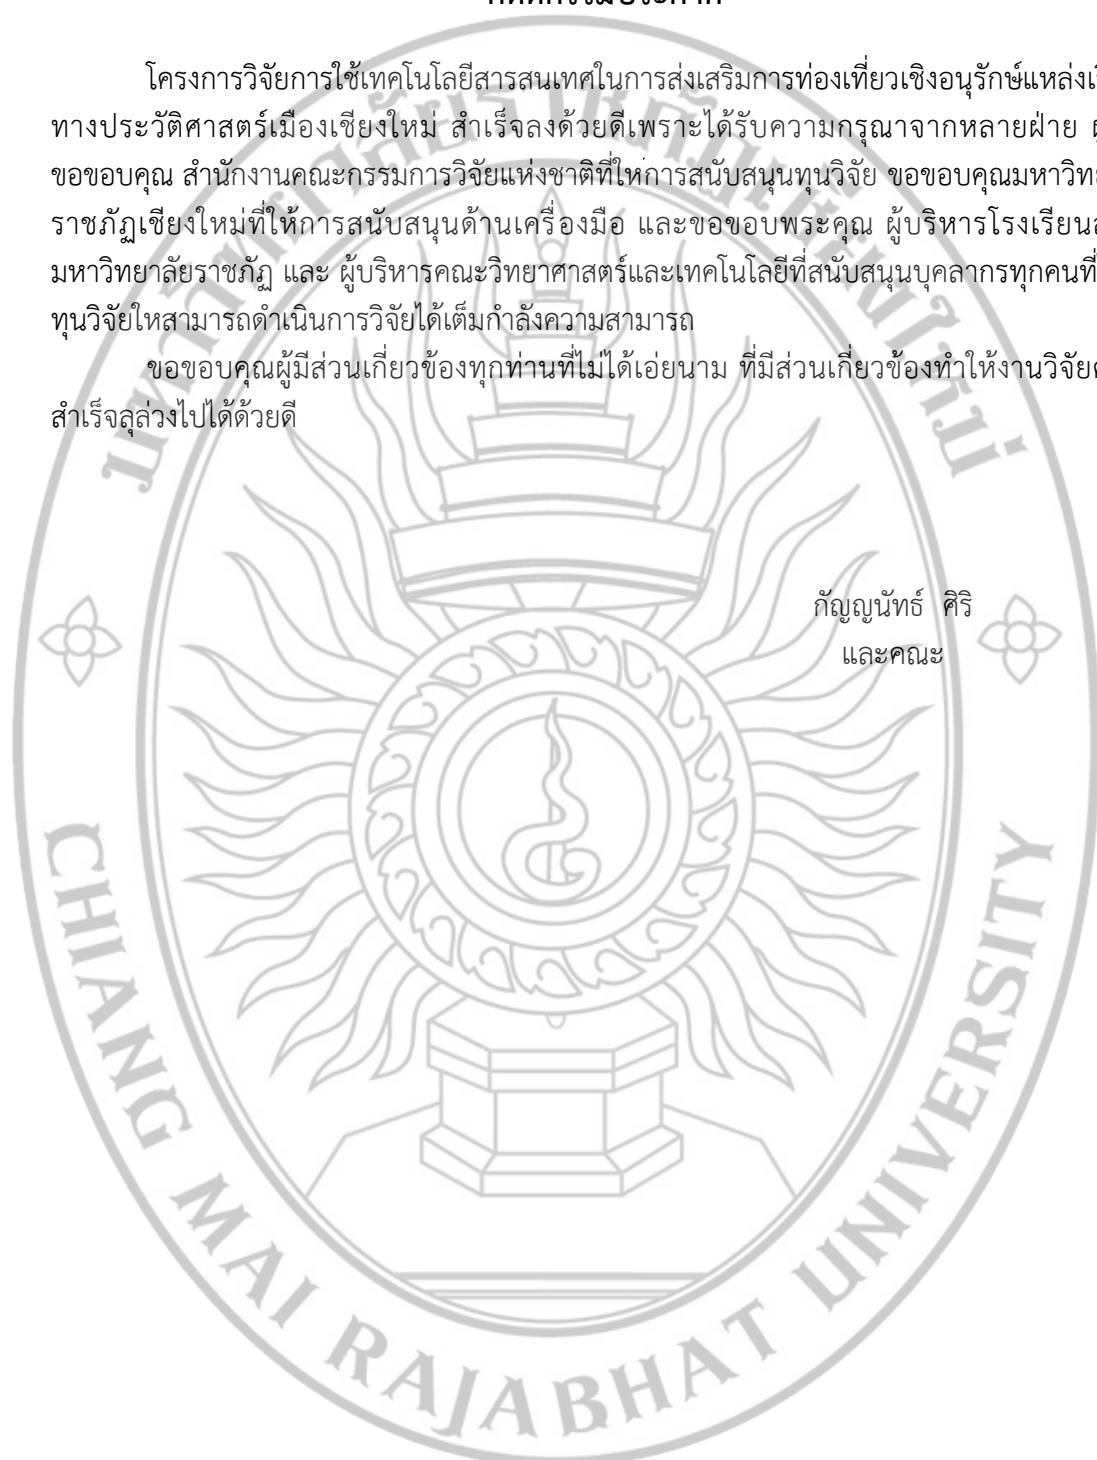 โครงการวิจัยการใช้เทคโนโลยีสารสนเทศในการส่งเสริมการท่องเที่ยวเชิงอนุรักษ์แหล่ง
ทางประวัติศาสตร์เมืองเชียงใหม่ สำเร็จลงด้วยดีเพราะได้รับความกรุณาจากหลายฝ่าย
ขอขอบคุณ สำนักงานคณะกรรมการวิจัยแห่งชาติที่ให่การสนับสนุนทุนวิจัย ขอขอบคุณมหาวิทย
ราชภัฏเชียงใหม่ที่ให้การสนับสนุนด้านเครื่องมือ และขอขอบพระคุณ ผู้บริหารโรงเรียน
มหาวิทยาลัยราชภัฏ และ ผู้บริหารคณะวิทยาศาสตร์และเทคโนโลยีที่สนับสนุนบุคลากรทุกคนที่
ทุนวิจัยใหสามารถดำเนินการวิจัยได้เต็มกำลังความสามารถ
ขอขอบคุณผู้มีส่วนเกี่ยวข้องทุกท่านที่ไม่ได้เอ่ยนาม ที่มีส่วนเกี่ยวข้องทำให้งานวิจัย
สำเร็จลุล่วงไปได้ด้วยดี
กัญญนัทธ์ ศิริ
และคณะ
มหาวิทยาลัยราชภัฏเชียงใหม่
CHIANG MAI RAJABHAT UNIVERSITY